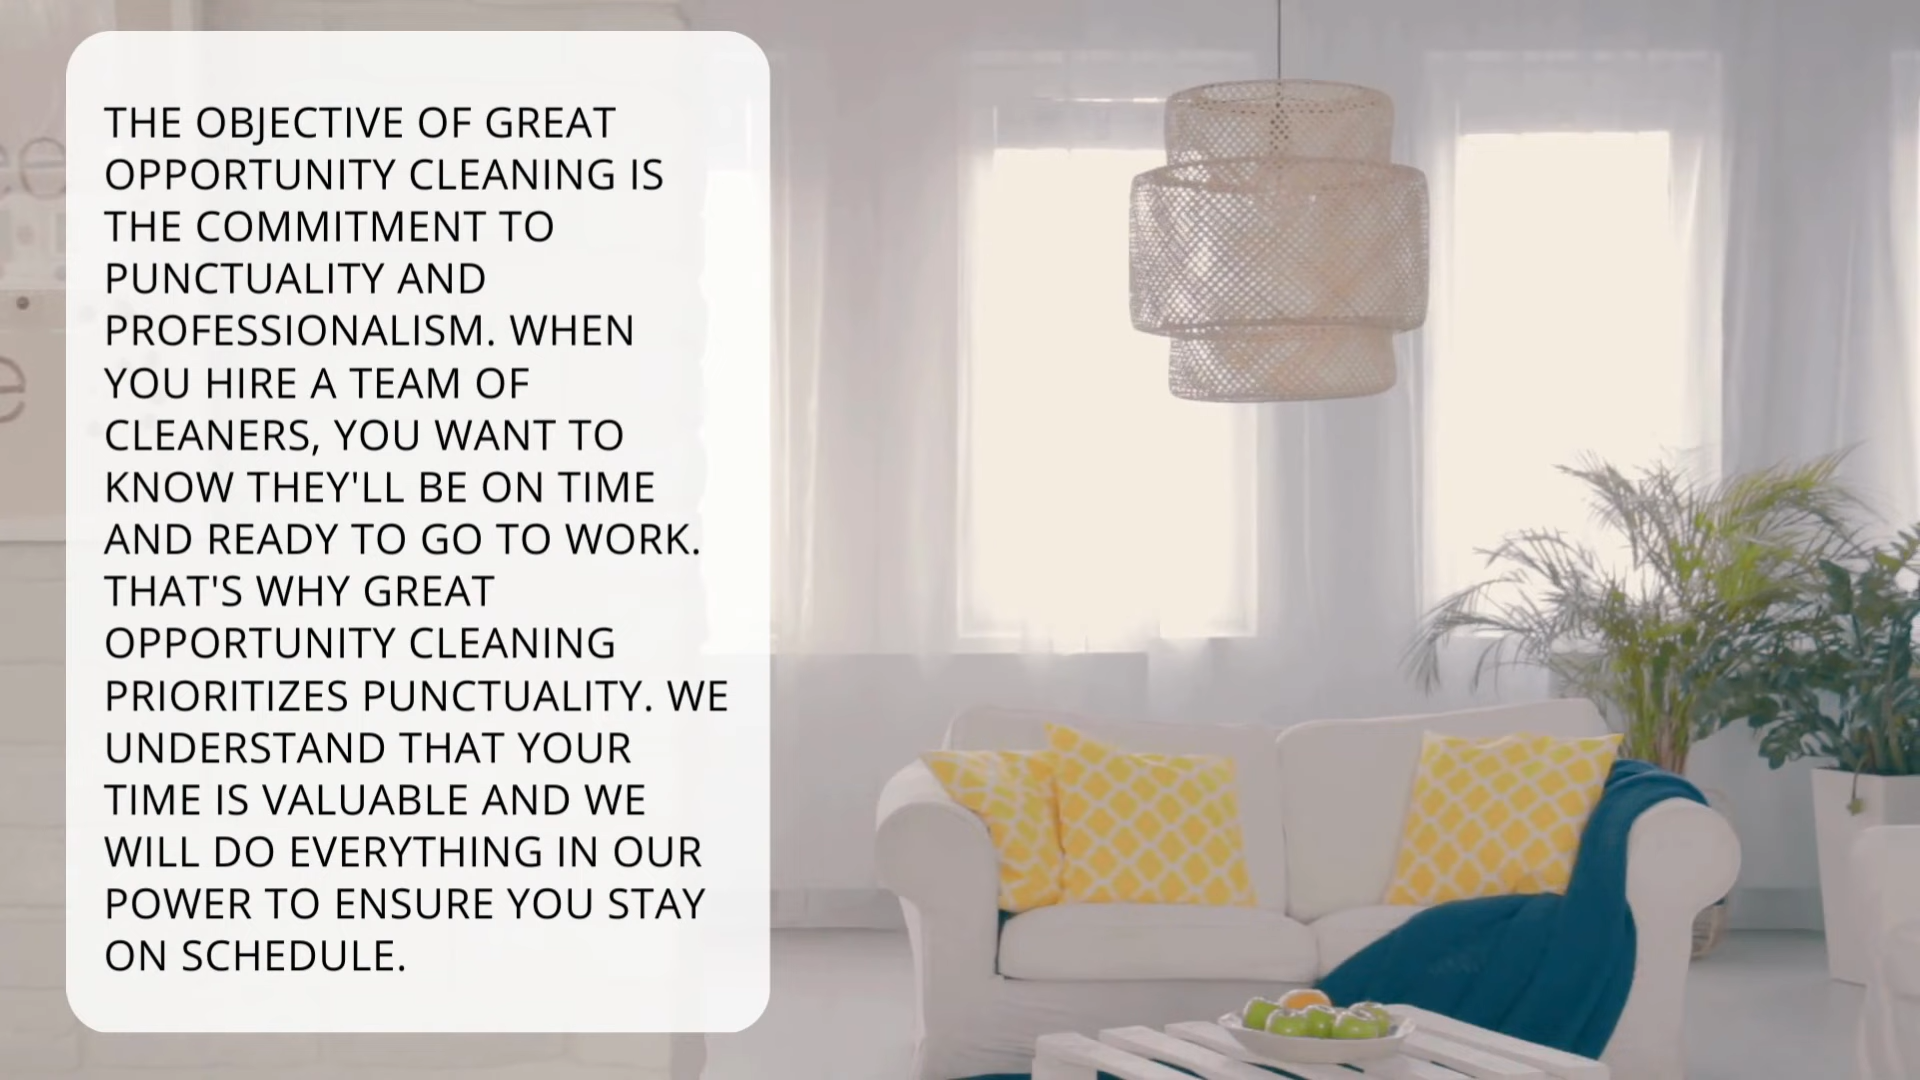 THE OBJECTIVE OF GREAT
OPPORTUNITY CLEANING IS
THE COMMITMENT TO
PUNCTUALITY AND
PROFESSIONALISM. WHEN
YOU HIRE A TEAM OF
CLEANERS, YOU WANT TO
KNOW THEY'LL BE ON TIME
AND READY TO GO TO WORK.
THAT'S WHY GREAT
OPPORTUNITY CLEANING
PRIORITIZES PUNCTUALITY. WE
UNDERSTAND THAT YOUR
TIME IS VALUABLE AND WE
WILL DO EVERYTHING IN OUR
POWER TO ENSURE YOU STAY
ON SCHEDULE.